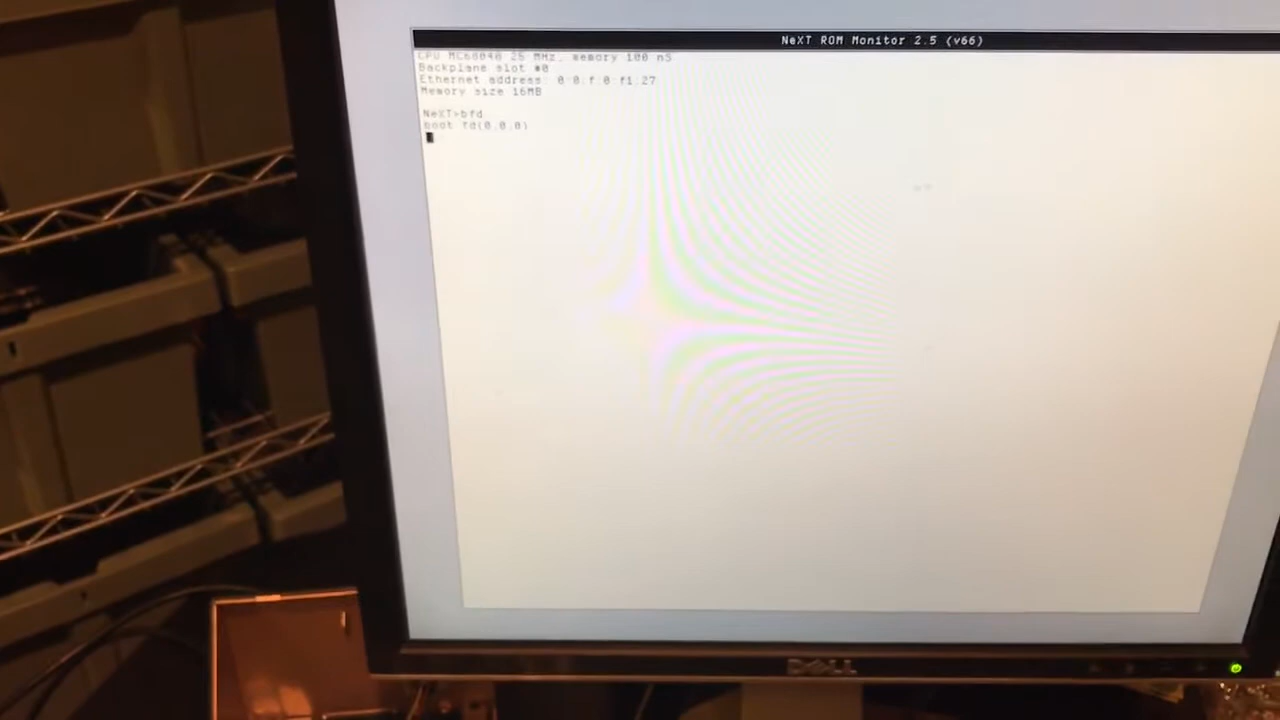 NeXT ROM Monitor 2.5 (v66)
CPU MC68040 25 MHz, memory 100 nS
Backplane slot #0
Ethernet address: 0:0:f:0:f1:27
Memory size 16MB
NeXT>bfd
boot fd(0,0,0)
DELL